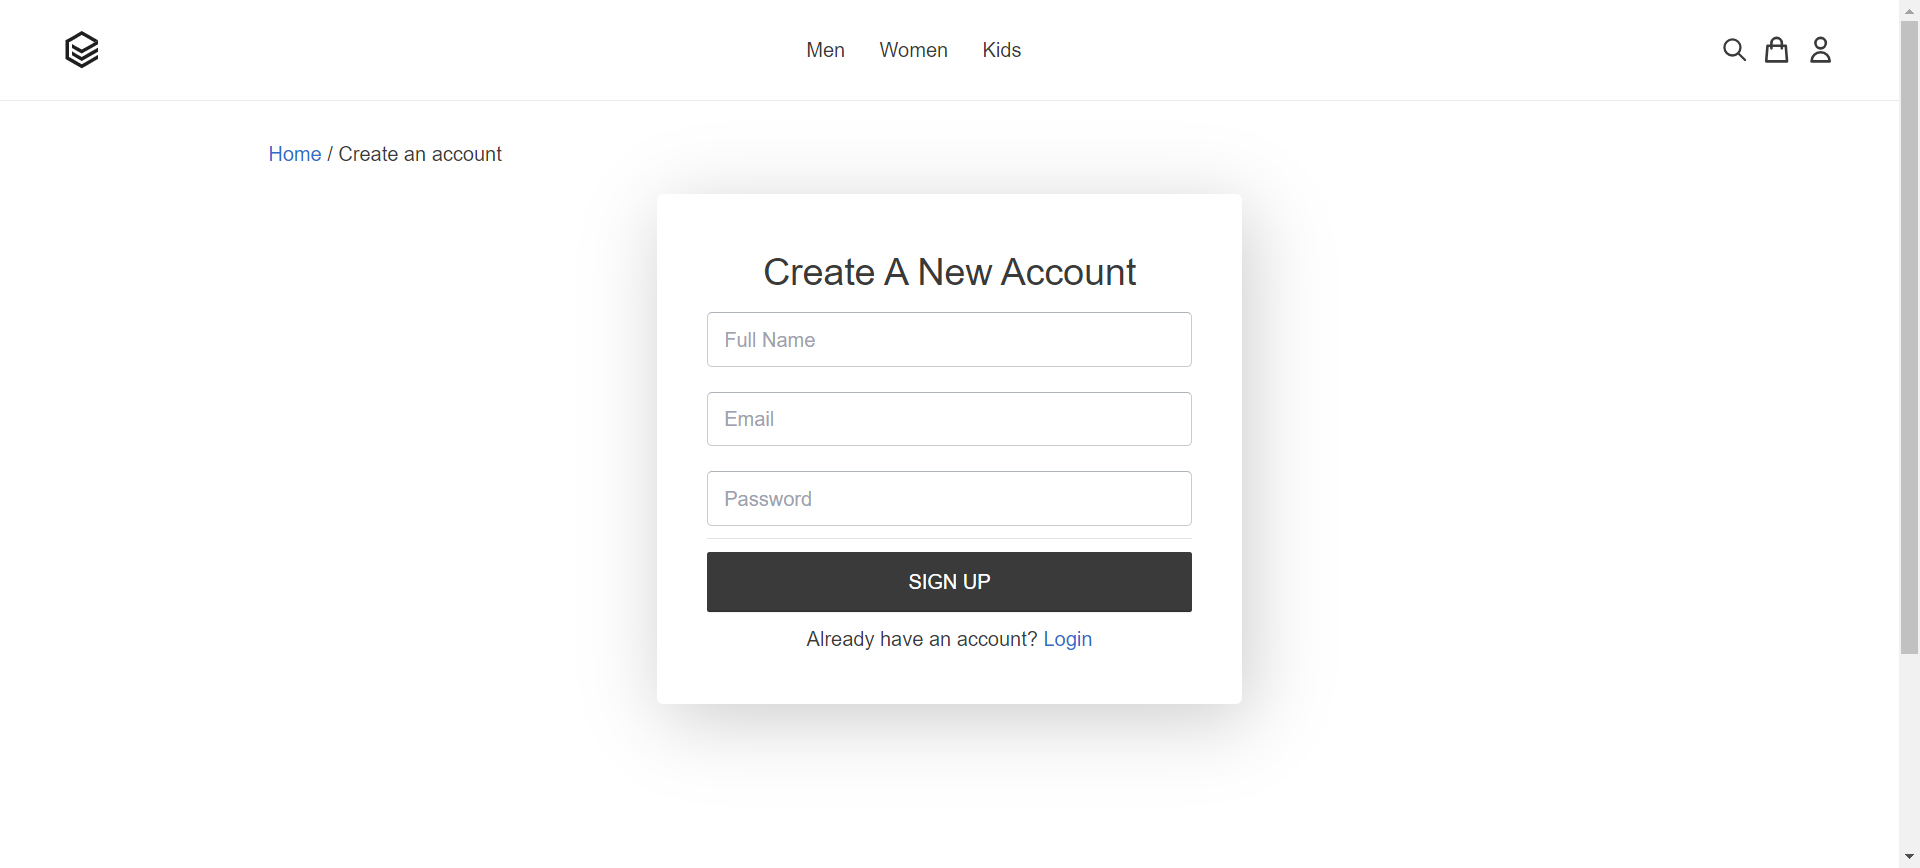 Men Women Kids
Home / Create an account
Create A New Account
Full Name
Email
Password
SIGN UP
Already have an account? Login